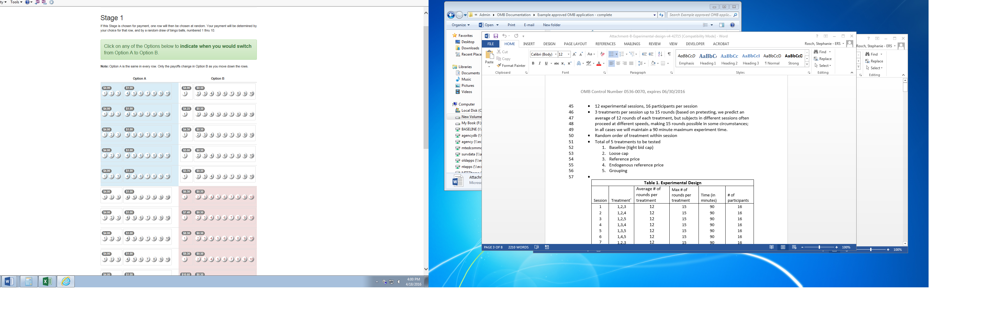 ty Tools
Stage 1
If this Stage is chosen for payment, one row will then be chosen at random. Your payment will be determined by
your choice for that row, and by a random draw of bingo balls, numbered 1 thru 10.
Click on any of the Options below to indicate when you would switch
from Option A to Option B.
Note: Option A is the same in every row. Only the payoffs change in Option B as you move down the rows.
Option A Option B
$4.00 $1.00 $4.00 $0.50
1 2 3 4 5 6 7 8 9 10 1 2 3 4 5 6 7 8 9 10
$4.00 $1.00 $4.25 $0.50
1 2 3 4 5 6 7 8 9 10 1 2 3 4 5 6 7 8 9 10
$4.00 $1.00 $4.50 $0.50
1 2 3 4 5 6 7 8 9 10 1 2 3 4 5 6 7 8 9 10
$4.00 $1.00 $5.00 $0.50
1 2 3 4 5 6 7 8 9 10 1 2 3 4 5 6 7 8 9 10
$4.00 $1.00 $5.70 $0.50
1 2 3 4 5 6 7 8 9 10 1 2 3 4 5 6 7 8 9 10
$4.00 $1.00 $6.50 $0.50
1 2 3 4 5 6 7 8 9 10 1 2 3 4 5 6 7 8 9 10
$4.00 $1.00 $7.40 $0.50
1 2 3 4 5 6 7 8 9 10 1 2 3 4 5 6 7 8 9 10
$4.00 $1.00 $8.30 $0.50
1 2 3 4 5 6 7 8 9 10 1 2 3 4 5 6 7 8 9 10
$4.00 $1.00 $9.30 $0.50
1 2 3 4 5 6 7 8 9 10 1 2 3 4 5 6 7 8 9 10
$4.00 $1.00 $10.60 $0.50
4:00 PM
4/18/2016
« Admin OMB Documentation Example approved OMB application - complete
Search Example approved OMB applic...
Organize Open Print E-mail New folder
Favorites
Desktop
Downloads
Recent Place
Libraries
Documents
Music
Pictures
Videos
Computer
Local Disk (C
New Volume
My Book (F:)
BASELINE (\\
agencydb (\\
agency (\\ec
mtedcommo
survdata (\\a
oldapps (\\ec
ntapps (\\ecc
Attachm
Microso
Attachment-B-Experimental-design-v4-42715 [Compatibility Mode] - Word
FILE HOME INSERT DESIGN PAGE LAYOUT REFERENCES MAILINGS REVIEW VIEW DEVELOPER ACROBAT
Rosch, Stephanie - ERS
Paste
Cut
Copy
Format Painter
Clipboard
Calibri (Body) 12
B I U abc x₂ x²
Font
Paragraph
AaBbCcD AaBbC AaBbCc AaBbCcI AaBbCcD AaBbCcD
Emphasis Heading 1 Heading 2 Heading 3 ¶ Normal Strong
Styles
Find
Replace
Select
Editing
Rosch, Stephanie - ERS
Find
Replace
Select
Editing
OMB Control Number 0536-0070, expires 06/30/2016
45 • 12 experimental sessions, 16 participants per session
46 • 3 treatments per session up to 15 rounds (based on pretesting, we predict an
47 average of 12 rounds of each treatment, but subjects in different sessions often
48 proceed at different speeds, making 15 rounds possible in some circumstances;
49 in all cases we will maintain a 90 minute maximum experiment time.
50 • Random order of treatment within session
51 • Total of 5 treatments to be tested
52 1. Baseline (tight bid cap)
53 2. Loose cap
54 3. Reference price
55 4. Endogenous reference price
56 5. Grouping
57 •
Table 1. Experimental Design
Session Treatment* Average # of rounds per treatment Max # of rounds per treatment Time (in minutes) # of participants
1 1,2,3 12 15 90 16
2 1,2,4 12 15 90 16
3 1,2,5 12 15 90 16
4 1,3,4 12 15 90 16
5 1,3,5 12 15 90 16
6 1,4,5 12 15 90 16
7 1,2,3 12 15 90 16
PAGE 3 OF 8 2210 WORDS 100%
100%